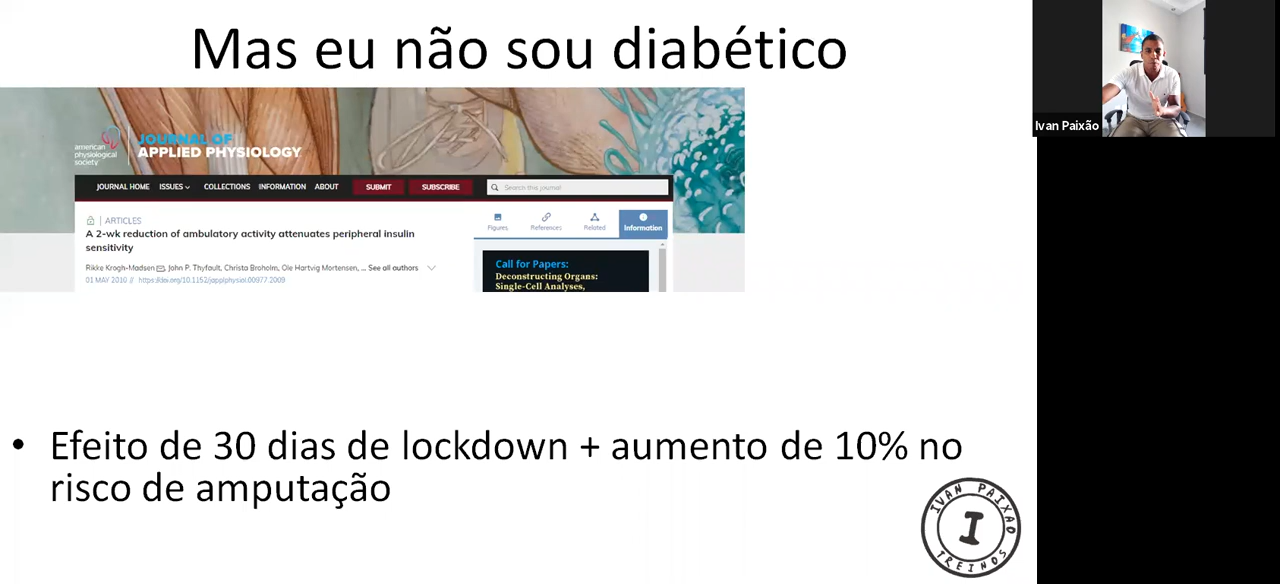 Mas eu não sou diabético
american
physiological
society
JOURNAL OF
APPLIED PHYSIOLOGY
JOURNAL HOME ISSUES COLLECTIONS INFORMATION ABOUT SUBMIT SUBSCRIBE Search this journal
ARTICLES
A 2-wk reduction of ambulatory activity attenuates peripheral insulin
sensitivity
Rikke Krogh-Madsen, John P. Thyfault, Christa Broholm, Ole Hartvig Mortensen, ... See all authors
01 MAY 2010 // https://doi.org/10.1152/japplphysiol.00977.2009
Figures References Related Information
Call for Papers:
Deconstructing Organs:
Single-Cell Analyses,
• Efeito de 30 dias de lockdown + aumento de 10% no
risco de amputação
IVAN PAIXAO
I
TREINOS
Ivan Paixão